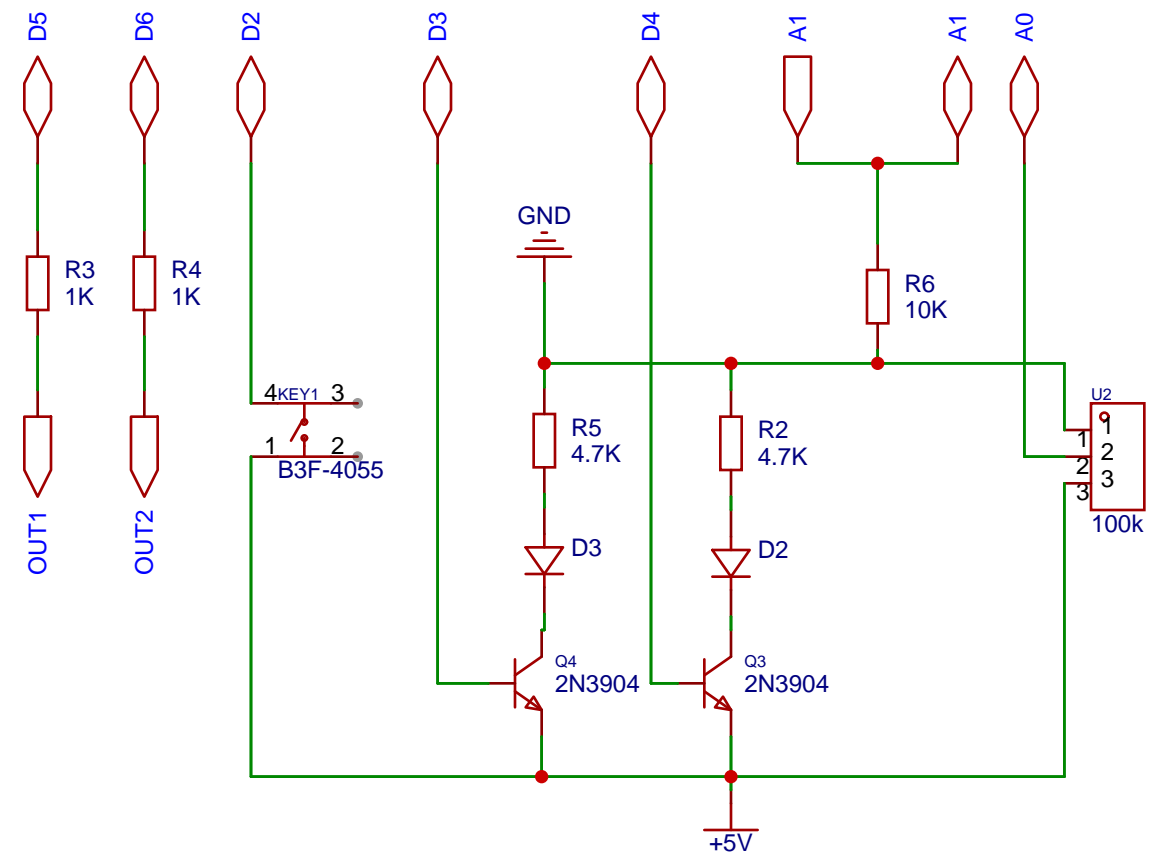 D5
D6
D2
D3
D4
A1
A1
A0
GND
R3
1K
R4
1K
R6
10K
4 KEY1 3
1 2
B3F-4055
R5
4.7K
R2
4.7K
U2
1
1
2
2
3
3
100k
OUT1
OUT2
D3
D2
Q4
2N3904
Q3
2N3904
+5V